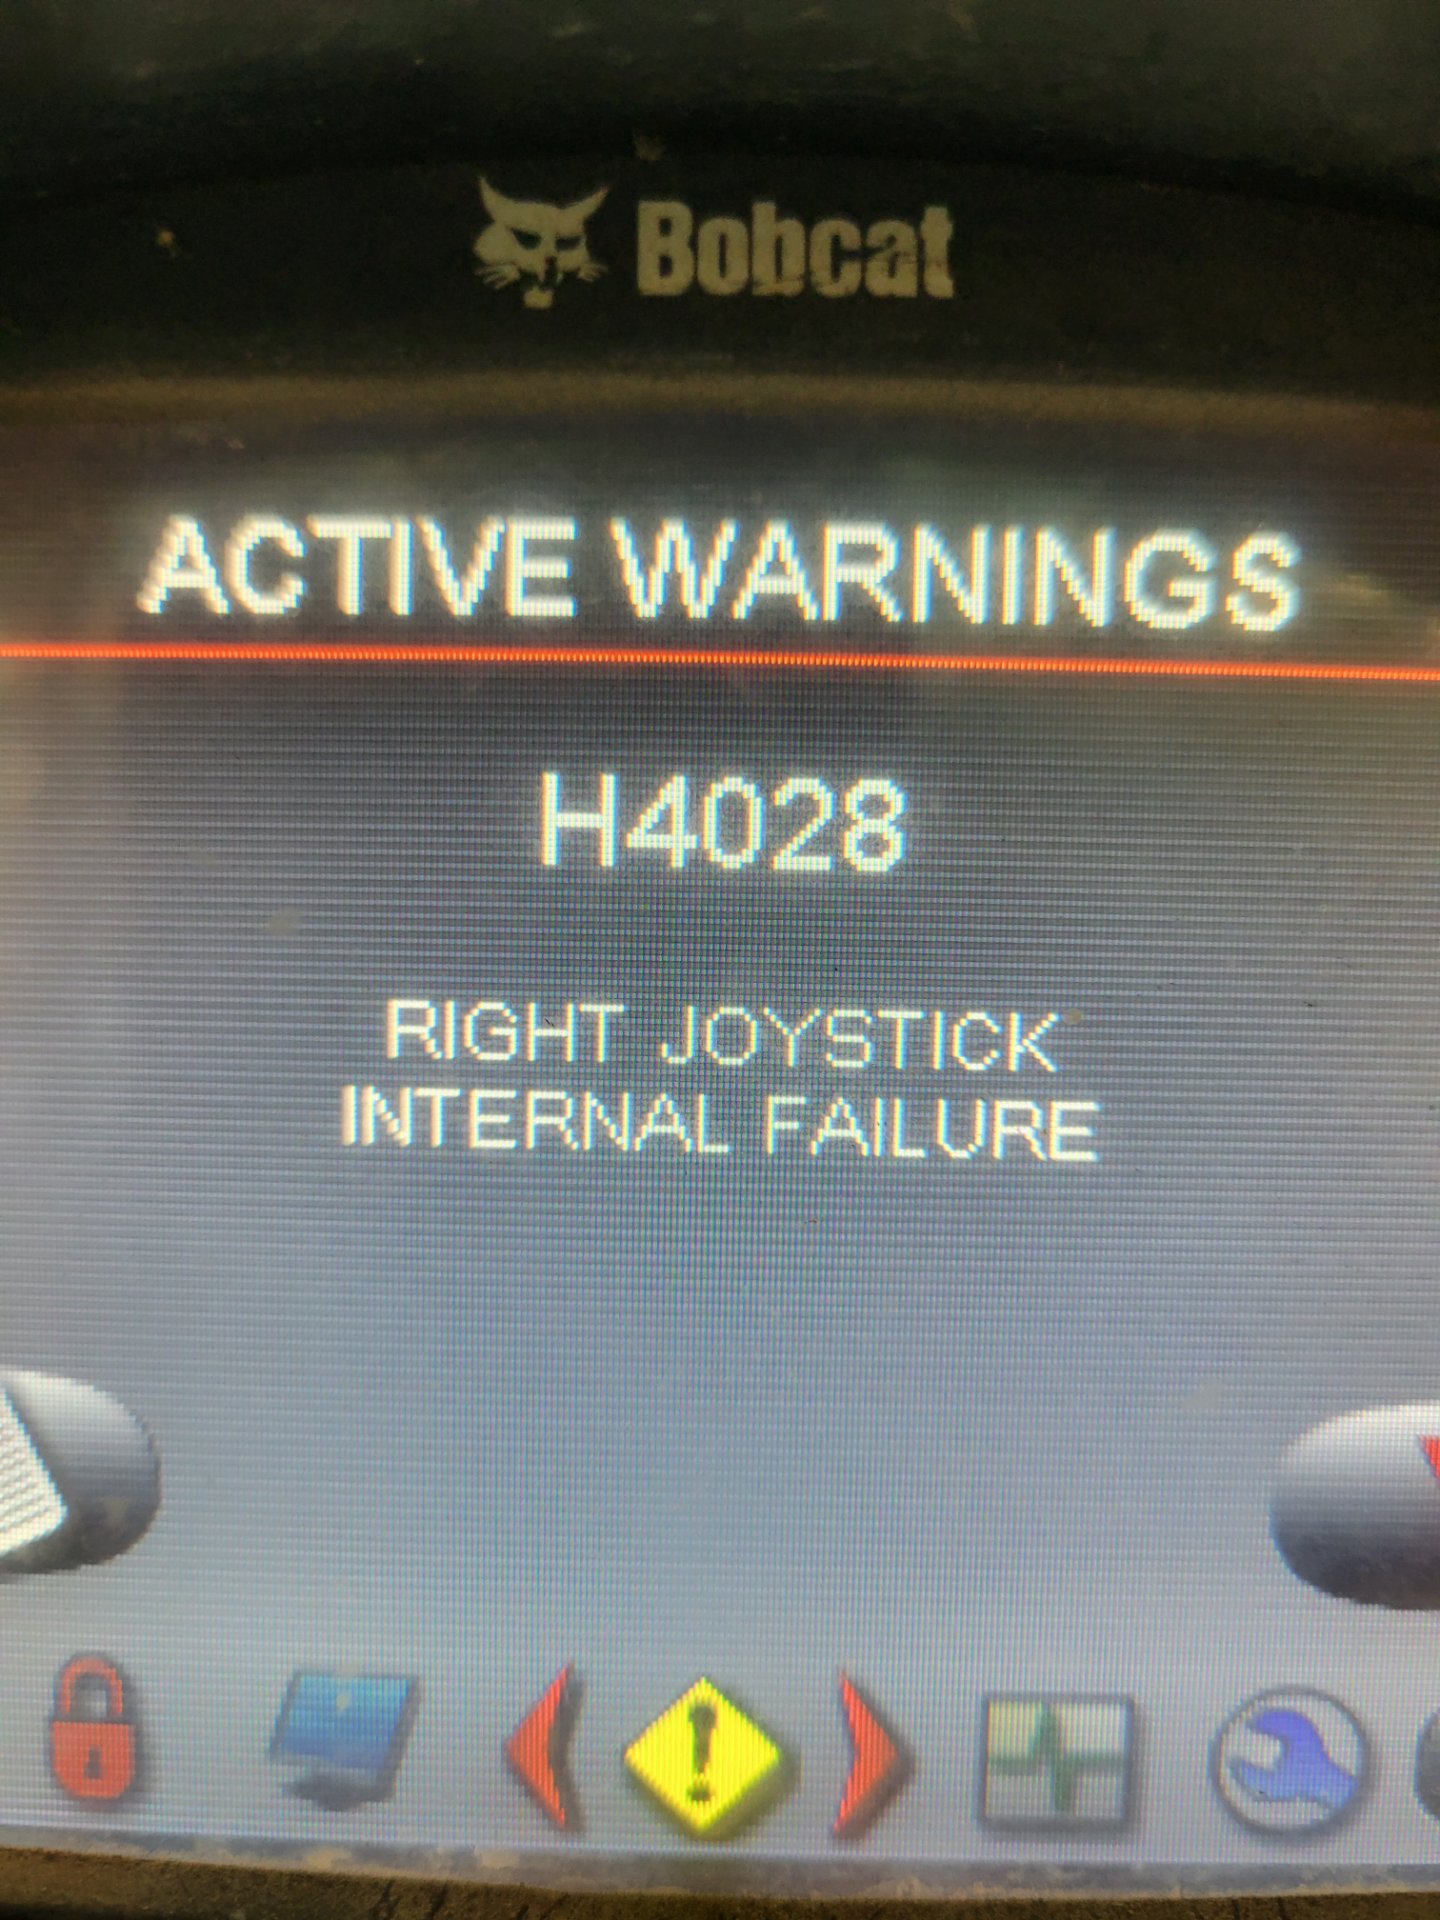 Bobcat
ACTIVE WARNINGS
H4028
RIGHT JOYSTICK
INTERNAL FAILURE